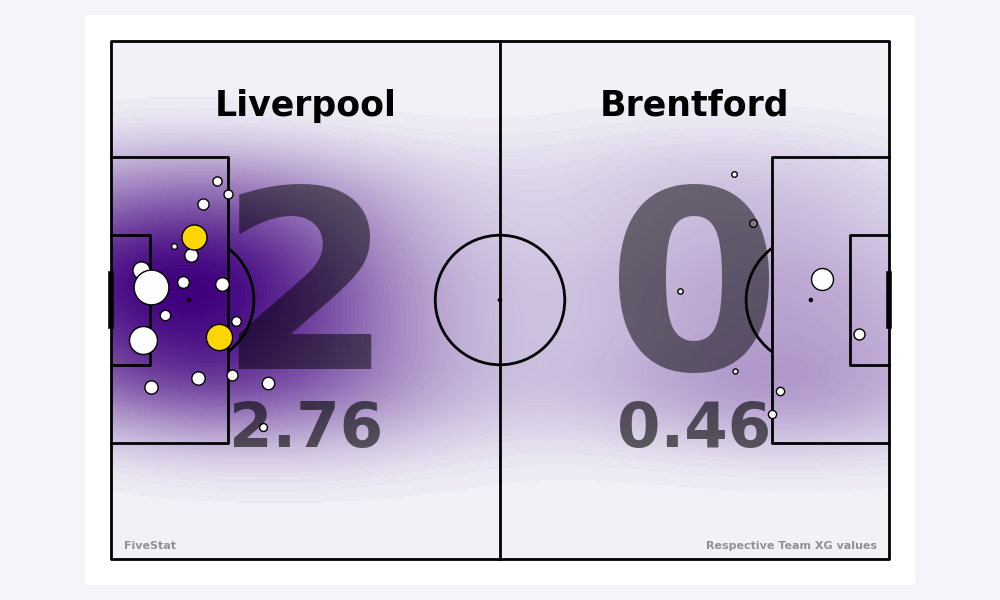 Liverpool
Brentford
2
0
2.76
0.46
FiveStat
Respective Team XG values